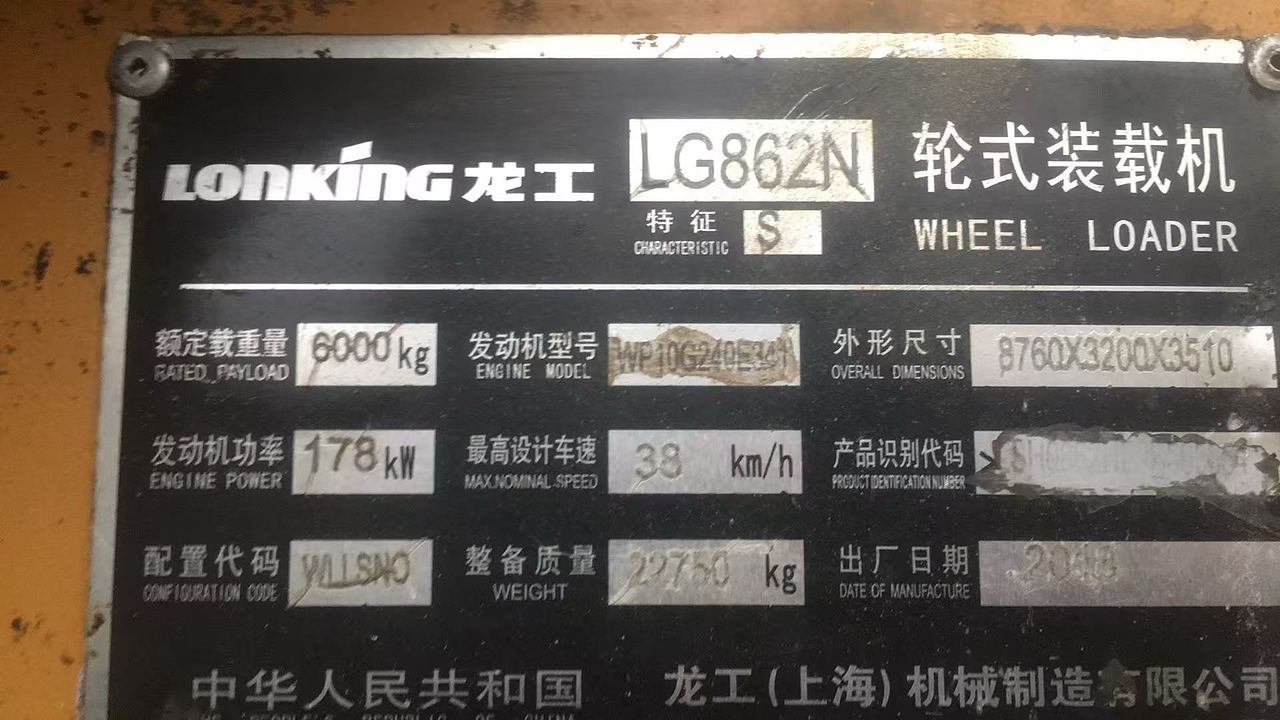 LONKING 龙工 LG862N 轮式装载机
特征 S
CHARACTERISTIC WHEEL LOADER
额定载重量 6000 kg 发动机型号 WP10G240E341 外形尺寸 8760X3200X3510
RATED PAYLOAD ENGINE MODEL OVERALL DIMENSIONS
发动机功率 178 kW 最高设计车速 38 km/h 产品识别代码
ENGINE POWER MAX.NOMINAL SPEED PRODUCT IDENTIFICATION NUMBER
配置代码 整备质量 22750 kg 出厂日期
CONFIGURATION CODE WEIGHT DATE OF MANUFACTURE
中华人民共和国 龙工(上海)机械制造有限公司